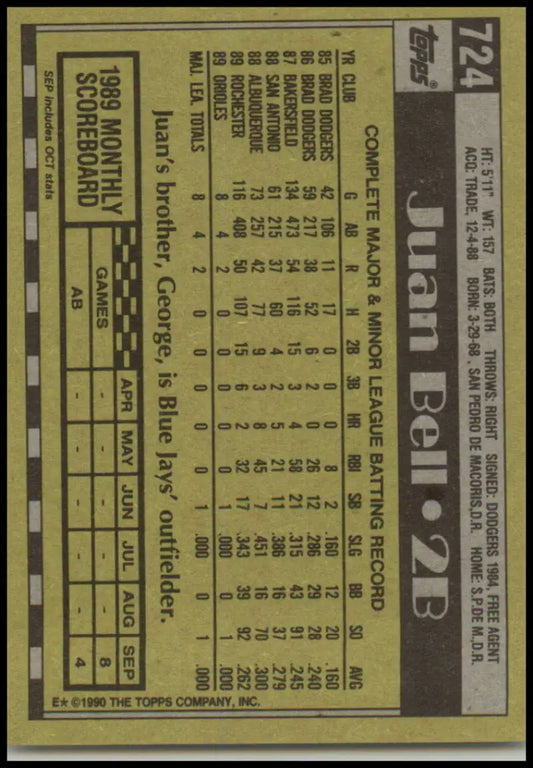 724
topps®
Juan Bell • 2B
HT: 5'11" WT: 157 BATS: BOTH THROWS: RIGHT SIGNED: DODGERS 1984, FREE AGENT
ACQ: TRADE, 12-4-88 BORN: 3-29-68, SAN PEDRO DE MACORIS, D.R. HOME: S.P. DE M., D.R.
COMPLETE MAJOR & MINOR LEAGUE BATTING RECORD
YR CLUB G AB R H 2B 3B HR RBI SB SLG BB SO AVG
85 BRAD DODGERS 42 106 11 17 0 0 0 8 2 .160 12 20 .160
86 BRAD DODGERS 59 217 38 52 6 2 0 26 12 .286 29 28 .240
87 BAKERSFIELD 134 473 54 116 15 3 4 58 21 .315 43 91 .245
88 SAN ANTONIO 61 215 37 60 4 2 5 21 11 .386 16 37 .279
88 ALBUQUERQUE 73 257 42 77 9 3 8 45 7 .451 16 70 .300
89 ROCHESTER 116 408 50 107 15 6 2 32 17 .343 39 92 .262
89 ORIOLES 8 4 2 0 0 0 0 0 1 .000 0 1 .000
MAJ. LEA. TOTALS 8 4 2 0 0 0 0 0 1 .000 0 1 .000
Juan's brother, George, is Blue Jays' outfielder.
1989 MONTHLY
SCOREBOARD
APR MAY JUN JUL AUG SEP
GAMES - - - - - 8
AB - - - - - 4
SEP includes OCT stats
E* ©1990 THE TOPPS COMPANY, INC.